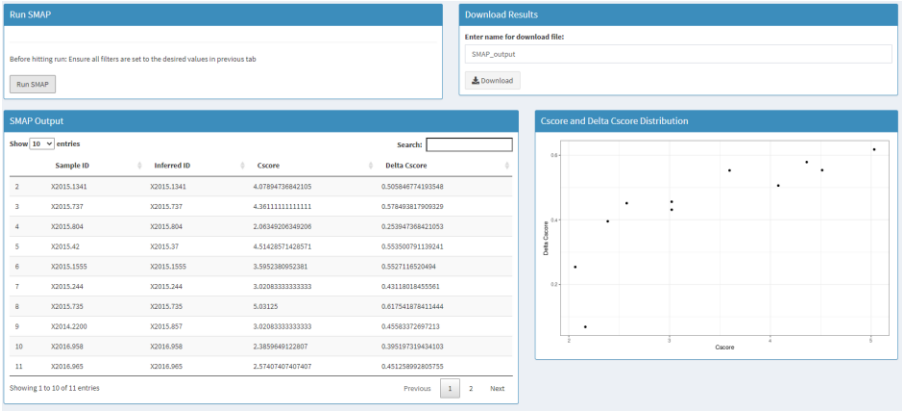 Run SMAP
Before hitting run: Ensure all filters are set to the desired values in previous tab
Run SMAP
Download Results
Enter name for download file:
SMAP_output
Download
SMAP Output
Show 10 entries
Search:
Sample ID Inferred ID Cscore Delta Cscore
2 X2015.1341 X2015.1341 4.07894736842105 0.505846774193548
3 X2015.737 X2015.737 4.36111111111111 0.578493817909329
4 X2015.804 X2015.804 2.06349206349206 0.253947368421053
5 X2015.42 X2015.37 4.51428571428571 0.553500791139241
6 X2015.1555 X2015.1555 3.5952380952381 0.5527116520494
7 X2015.244 X2015.244 3.02083333333333 0.43118018455561
8 X2015.735 X2015.735 5.03125 0.617541878411444
9 X2014.2200 X2015.857 3.02083333333333 0.45583372697213
10 X2016.958 X2016.958 2.3859649122807 0.395197319434103
11 X2016.965 X2016.965 2.57407407407407 0.451258992805755
Showing 1 to 10 of 11 entries
Previous 1 2 Next
Cscore and Delta Cscore Distribution
0.6
0.4
0.2
Delta Cscore
2 3 4 5
Cscore